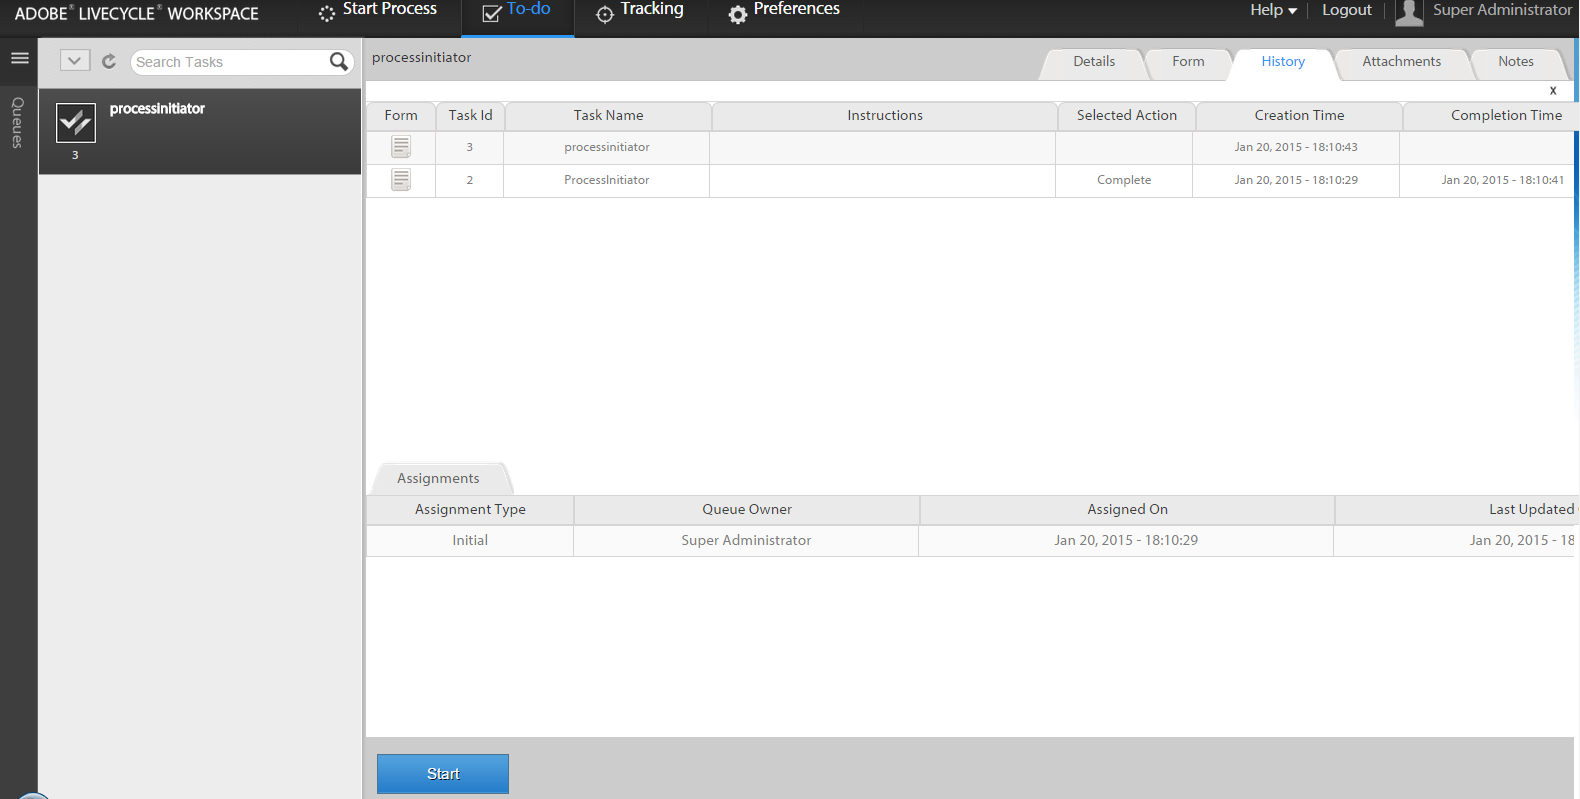 ADOBE® LIVECYCLE® WORKSPACE
Start Process
To-do
Tracking
Preferences
Help
Logout
Super Administrator
Queues
Search Tasks
processinitiator
3
processinitiator
Details Form History Attachments Notes
x
Form Task Id Task Name Instructions Selected Action Creation Time Completion Time
3 processinitiator Jan 20, 2015 - 18:10:43
2 ProcessInitiator Complete Jan 20, 2015 - 18:10:29 Jan 20, 2015 - 18:10:41
Assignments
Assignment Type Queue Owner Assigned On Last Updated
Initial Super Administrator Jan 20, 2015 - 18:10:29 Jan 20, 2015 - 18
Start